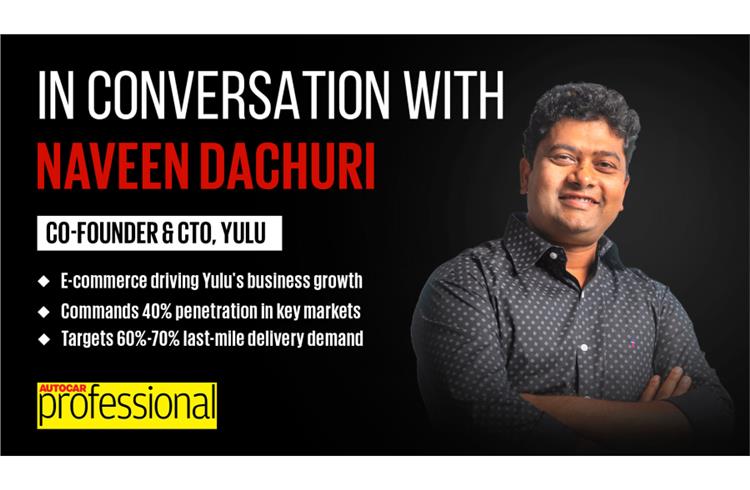 IN CONVERSATION WITH
NAVEEN DACHURI
CO-FOUNDER & CTO, YULU
◆ E-commerce driving Yulu's business growth
◆ Commands 40% penetration in key markets
◆ Targets 60%-70% last-mile delivery demand
AUTOCAR
professional